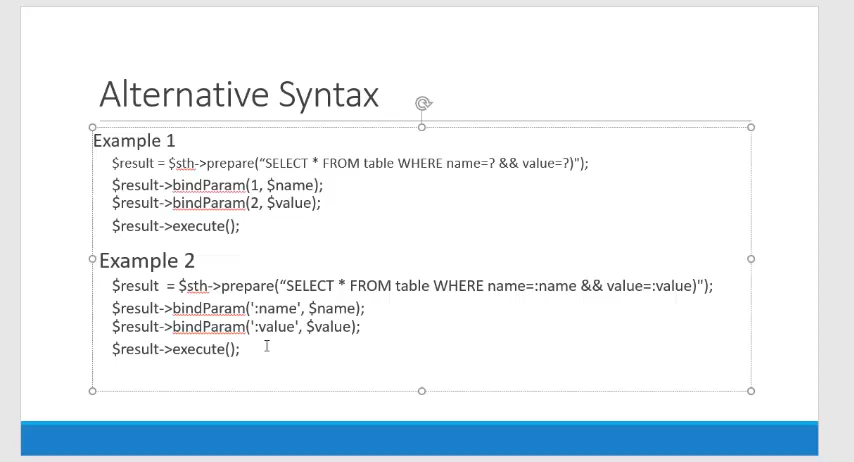 Alternative Syntax
Example 1
$result = $sth->prepare(“SELECT * FROM table WHERE name=? && value=?)");
$result->bindParam(1, $name);
$result->bindParam(2, $value);
$result->execute();
Example 2
$result  = $sth->prepare(“SELECT * FROM table WHERE name=:name && value=:value)");
$result->bindParam(':name', $name);
$result->bindParam(':value', $value);
$result->execute();